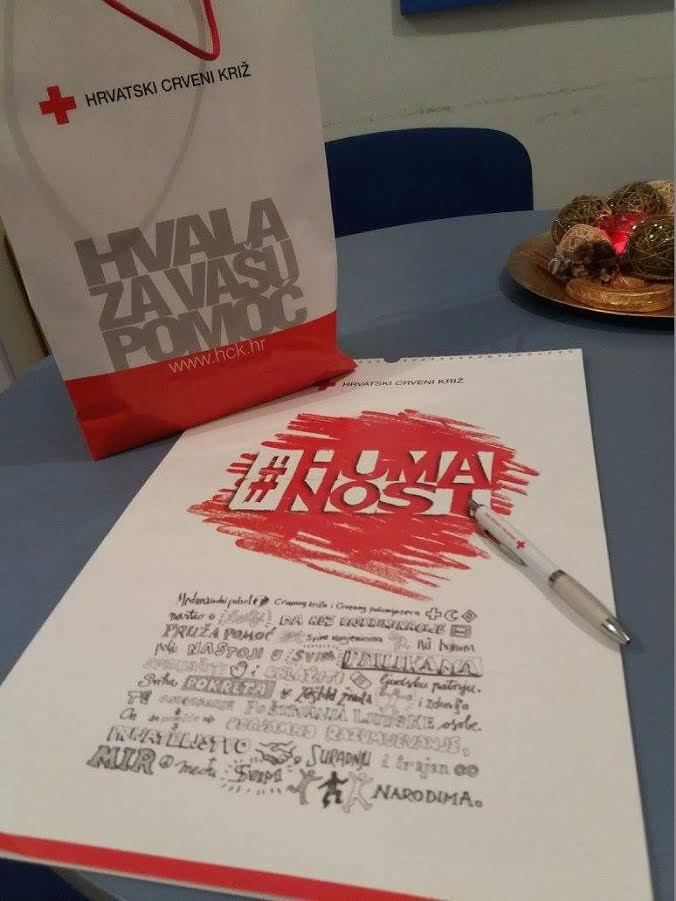 HRVATSKI CRVENI KRIŽ
HVALA
ZA VAŠU
POMOĆ
www.hck.hr
HRVATSKI CRVENI KRIŽ
#HUMA
NOST
Međunarodni pokret Crvenog križa i Crvenog polumjeseca
nastao u DA BEZ DISKRIMINACIJE
PRUŽA POMOĆ svim ranjenicima na bojnom
polju NASTOJI U SVIM PRILIKAMA
SPRIJEČITI i OLAKŠATI ljudsku patnju.
Svrha POKRETA je zaštita života i zdravlja
TE OSIGURANJE POŠTIVANJA LJUDSKE osobe.
On UZAJAMNO RAZUMIJEVANJE,
PRIJATELJSTVO, SURADNJU i trajan
MIR među SVIM NARODIMA.